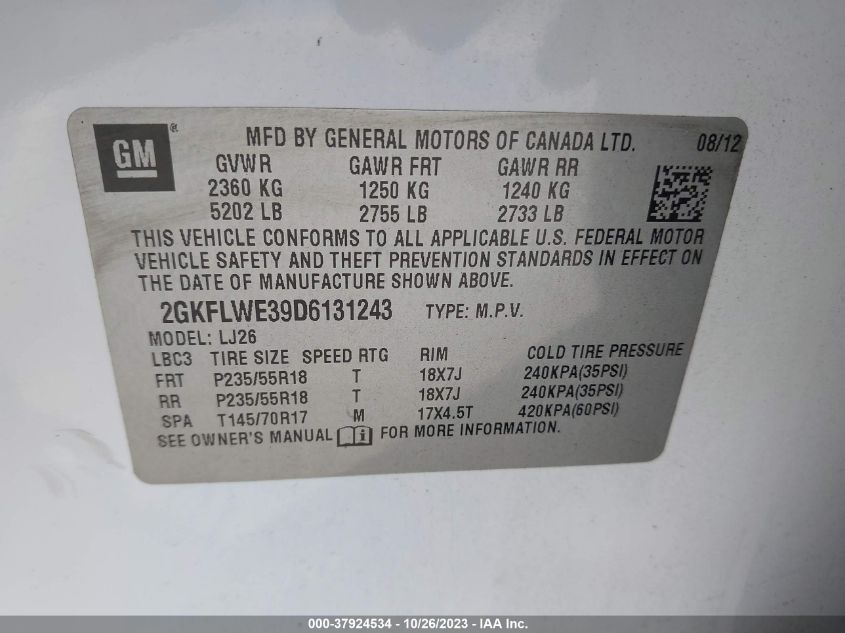 GM ® MFD BY GENERAL MOTORS OF CANADA LTD. 08/12
GVWR GAWR FRT GAWR RR
2360 KG 1250 KG 1240 KG
5202 LB 2755 LB 2733 LB
THIS VEHICLE CONFORMS TO ALL APPLICABLE U.S. FEDERAL MOTOR
VEHICLE SAFETY AND THEFT PREVENTION STANDARDS IN EFFECT ON
THE DATE OF MANUFACTURE SHOWN ABOVE.
2GKFLWE39D6131243 TYPE: M.P.V.
MODEL: LJ26
LBC3 TIRE SIZE SPEED RTG RIM COLD TIRE PRESSURE
FRT P235/55R18 T 18X7J 240KPA(35PSI)
RR P235/55R18 T 18X7J 240KPA(35PSI)
SPA T145/70R17 M 17X4.5T 420KPA(60PSI)
SEE OWNER'S MANUAL i FOR MORE INFORMATION.
000-37924534 - 10/26/2023 - IAA Inc.